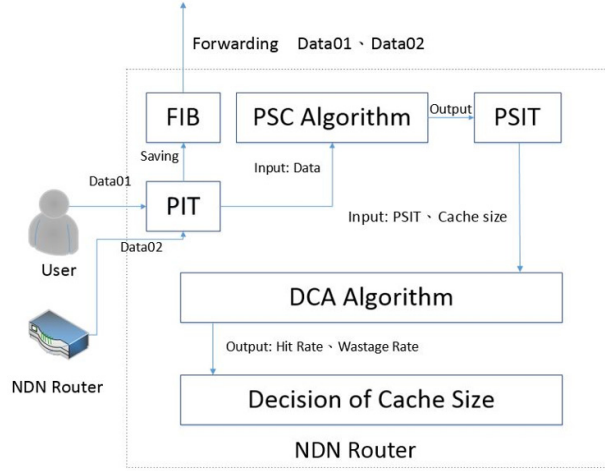 Forwarding Data01、Data02
FIB
PSC Algorithm
Output
PSIT
Saving
Input: Data
Data01
PIT
Input: PSIT、Cache size
Data02
User
DCA Algorithm
Output: Hit Rate、Wastage Rate
NDN Router
Decision of Cache Size
NDN Router